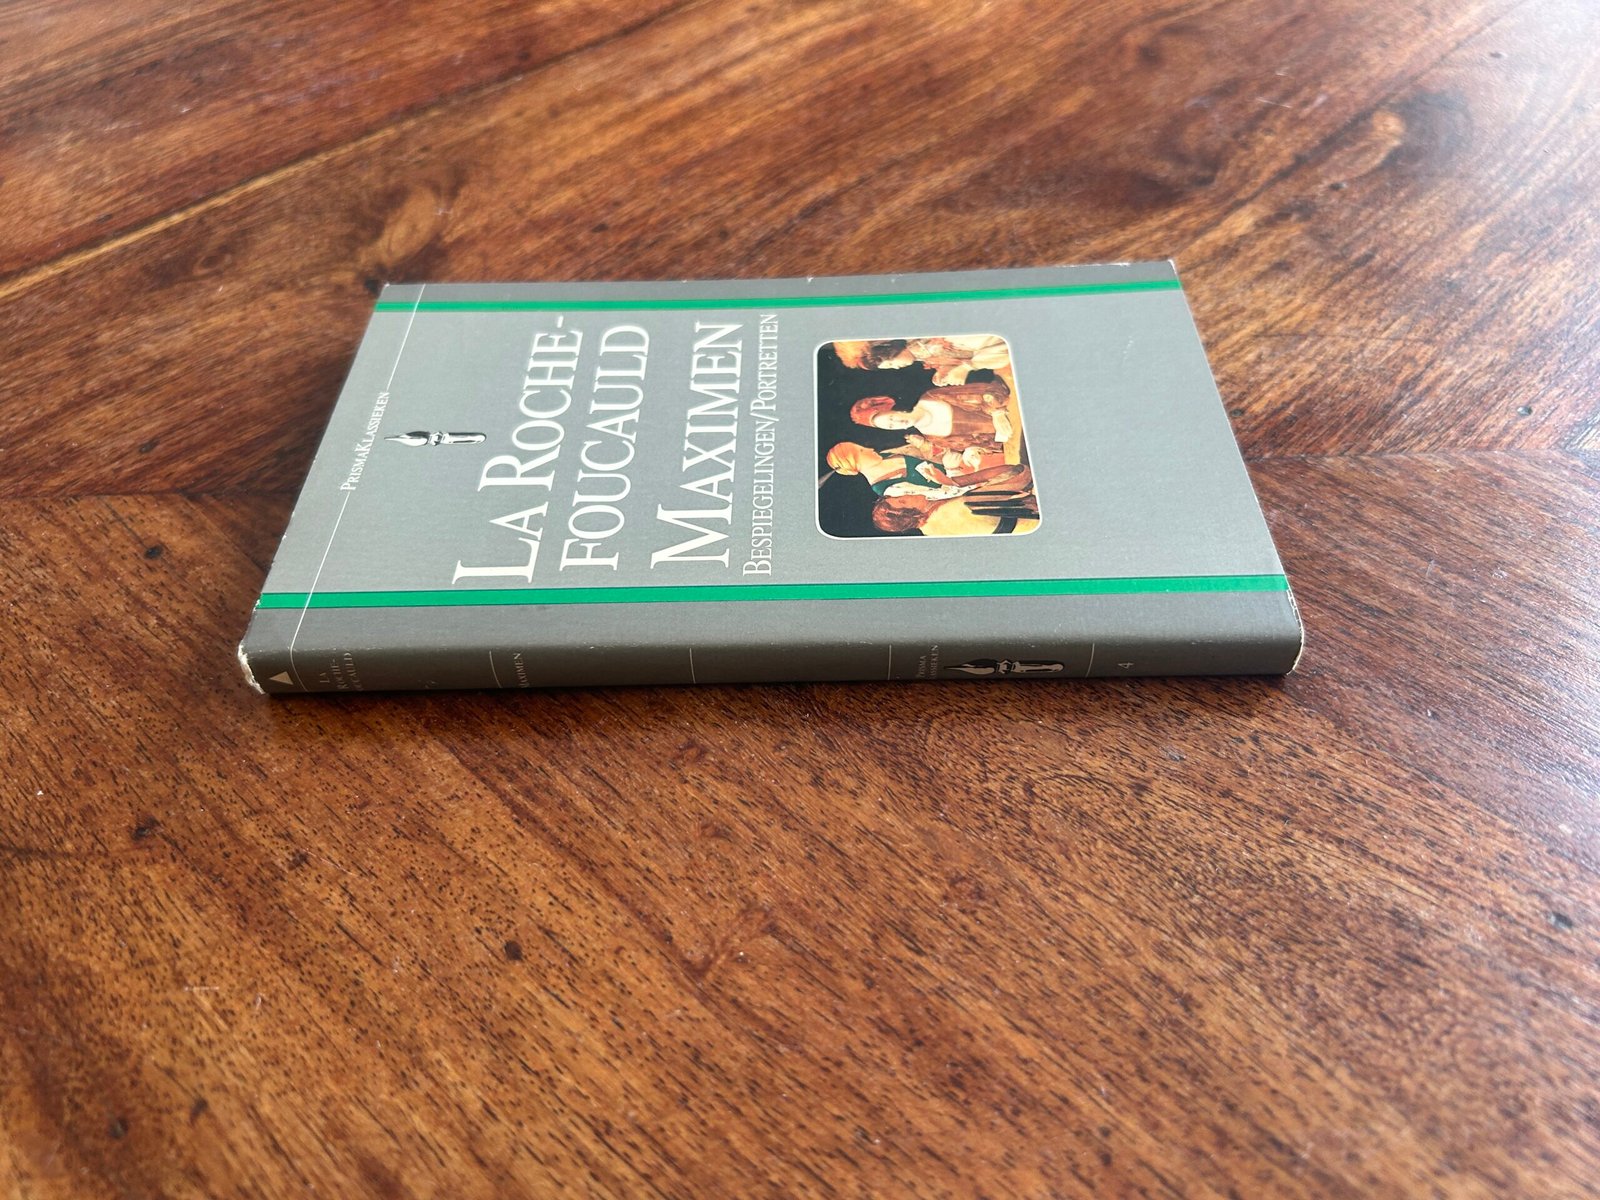 PRISMAKLASSIEKEN
LA ROCHE-
FOUCAULD
MAXIMEN
BESPIEGELINGEN/PORTRETTEN
LA
ROCHE-
FOUCAULD
MAXIMEN
PRISMA
KLASSIEKEN
4